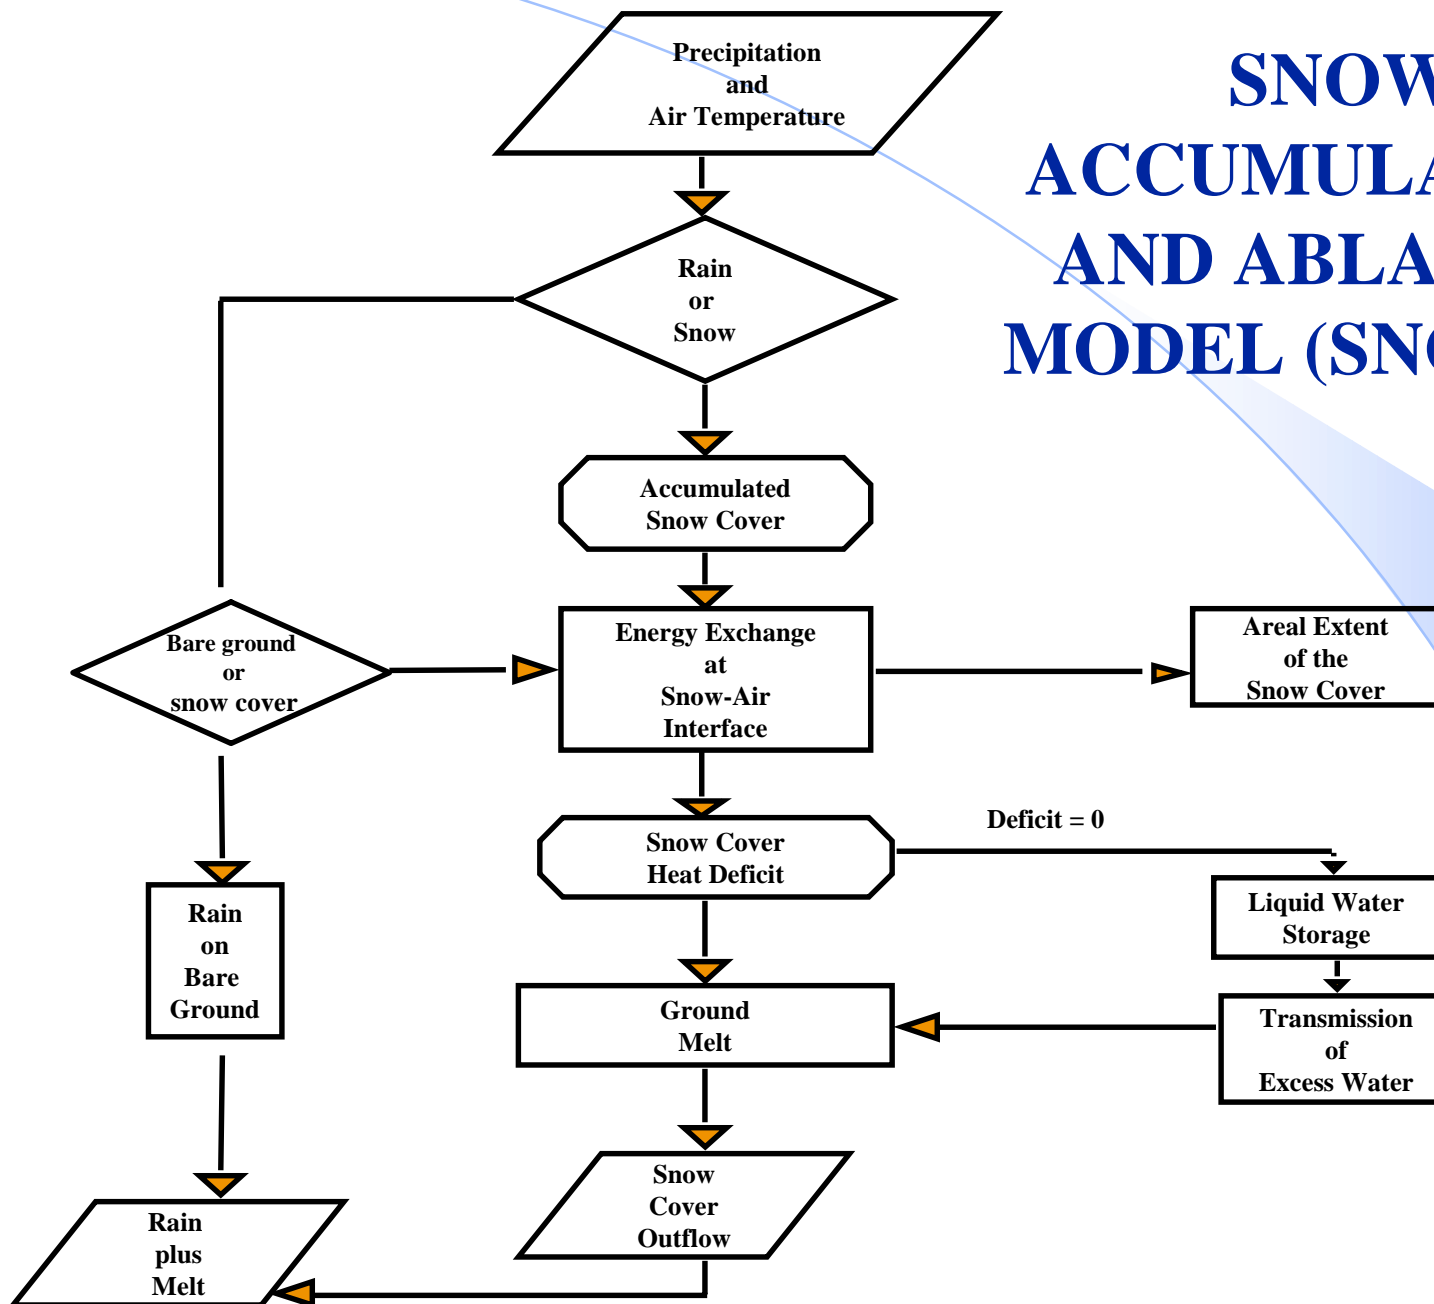 Precipitation
and
Air Temperature
SNOW
ACCUMULA
AND ABLA
MODEL (SNO
Rain
or
Snow
Accumulated
Snow Cover
Bare ground
or
snow cover
Energy Exchange
at
Snow-Air
Interface
Areal Extent
of the
Snow Cover
Snow Cover
Heat Deficit
Deficit = 0
Liquid Water
Storage
Rain
on
Bare
Ground
Ground
Melt
Transmission
of
Excess Water
Snow
Cover
Outflow
Rain
plus
Melt